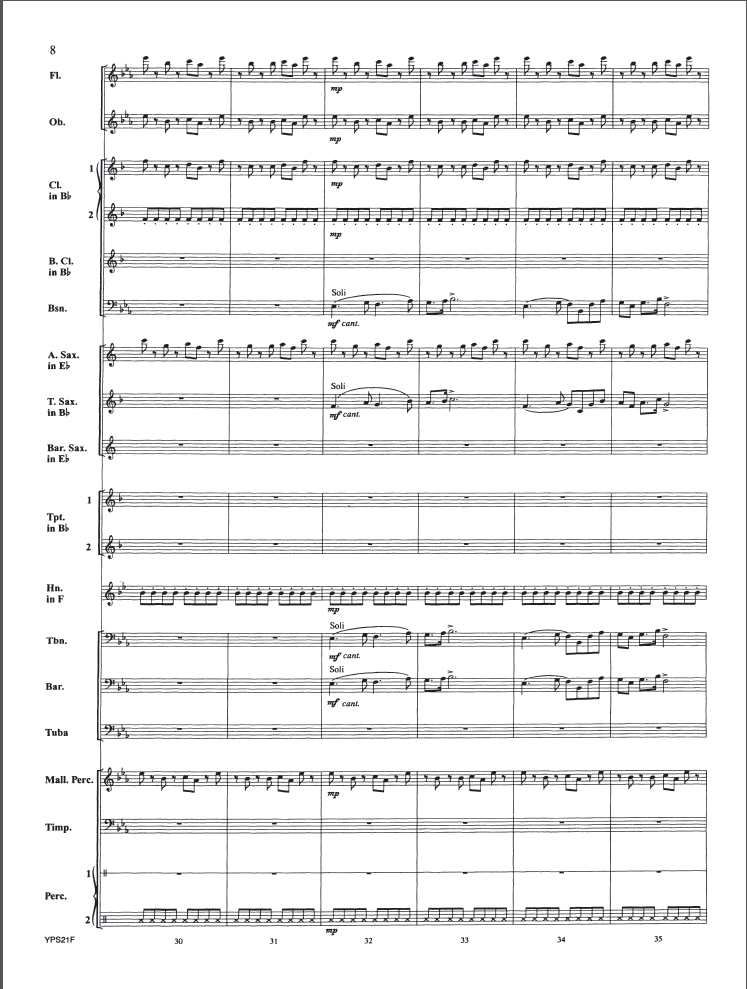 8
Fl.
mp
Ob.
mp
1
Cl.
in B♭
mp
2
mp
B. Cl.
in B♭
Soli
Bsn.
mf cant.
A. Sax.
in E♭
Soli
T. Sax.
in B♭
mf cant.
Bar. Sax.
in E♭
1
Tpt.
in B♭
2
Hn.
in F
mp
Soli
Tbn.
mf cant.
Soli
Bar.
mf cant.
Tuba
Mall. Perc.
mp
Timp.
1
Perc.
2
mp
YPS21F 30 31 32 33 34 35